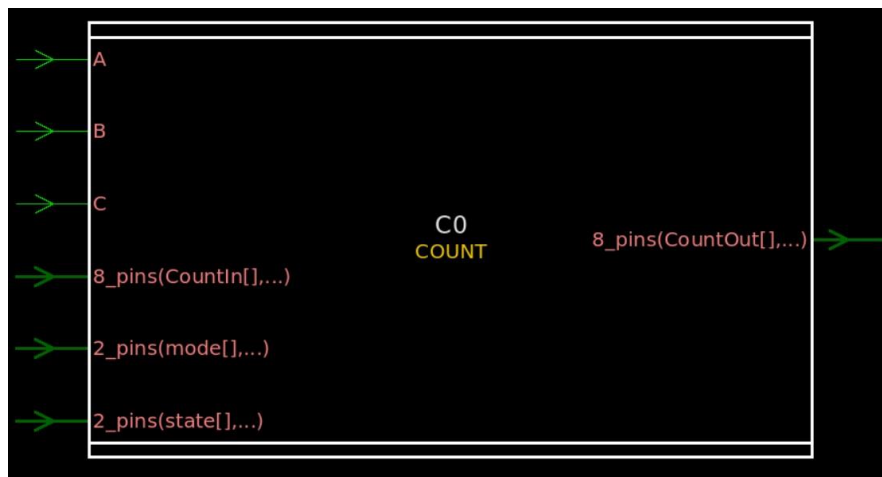 A
B
C
C0
COUNT
8_pins(CountOut[],...)
8_pins(CountIn[],...)
2_pins(mode[],...)
2_pins(state[],...)